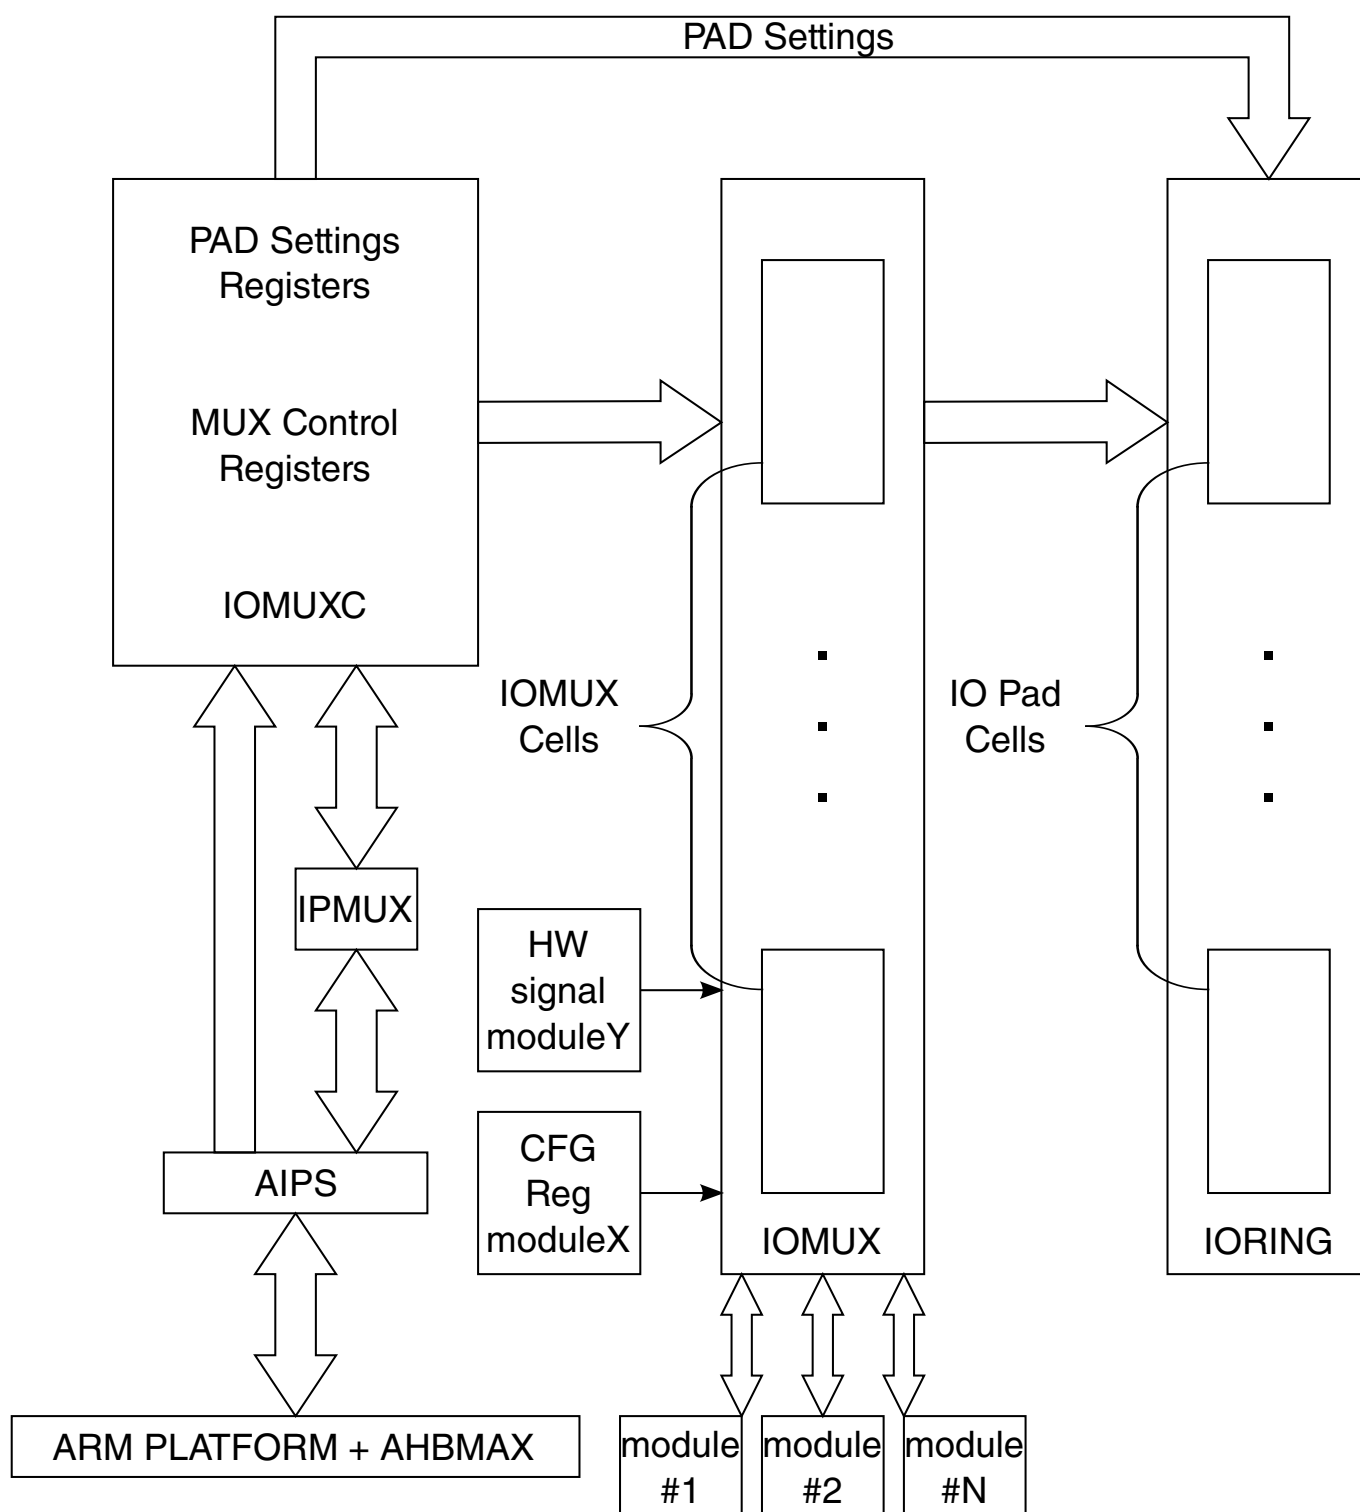 PAD Settings
PAD Settings
Registers
MUX Control
Registers
IOMUXC
IOMUX
Cells
IO Pad
Cells
IPMUX
HW
signal
moduleY
CFG
Reg
moduleX
AIPS
IOMUX
IORING
ARM PLATFORM + AHBMAX
module
#1
module
#2
module
#N